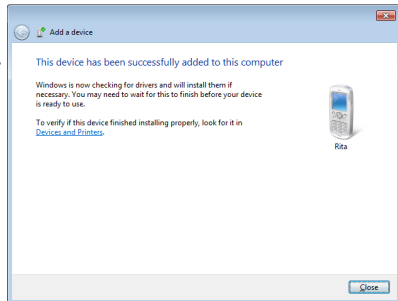 Add a device
This device has been successfully added to this computer
Windows is now checking for drivers and will install them if
necessary. You may need to wait for this to finish before your device
is ready to use.
To verify if this device finished installing properly, look for it in
Devices and Printers.
Rita
Close